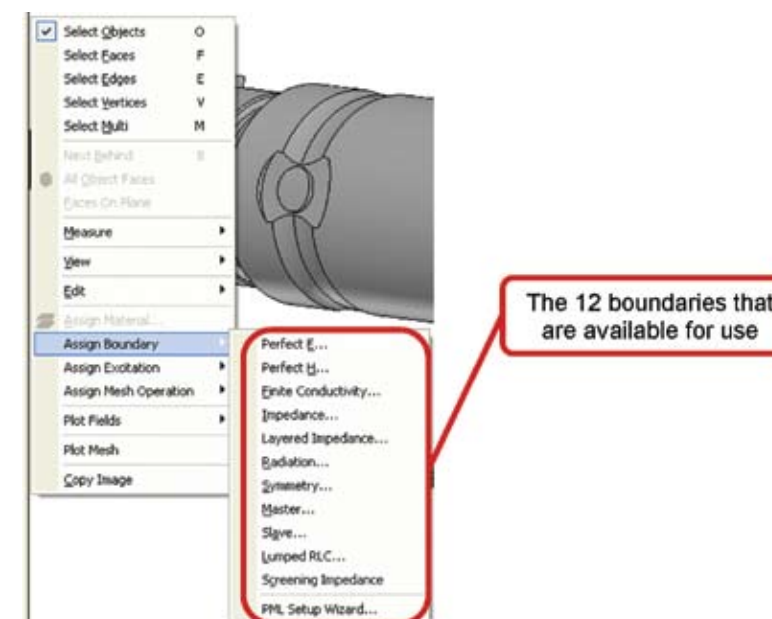 Select Objects O
Select Faces F
Select Edges E
Select Vertices V
Select Multi M
Next Behind B
All Object Faces
Faces On Plane
Measure
View
Edit
Assign Material...
Assign Boundary
Assign Excitation
Assign Mesh Operation
Plot Fields
Plot Mesh
Copy Image
Perfect E...
Perfect H...
Finite Conductivity...
Impedance...
Layered Impedance...
Radiation...
Symmetry...
Master...
Slave...
Lumped RLC...
Screening Impedance
PML Setup Wizard...
The 12 boundaries that
are available for use